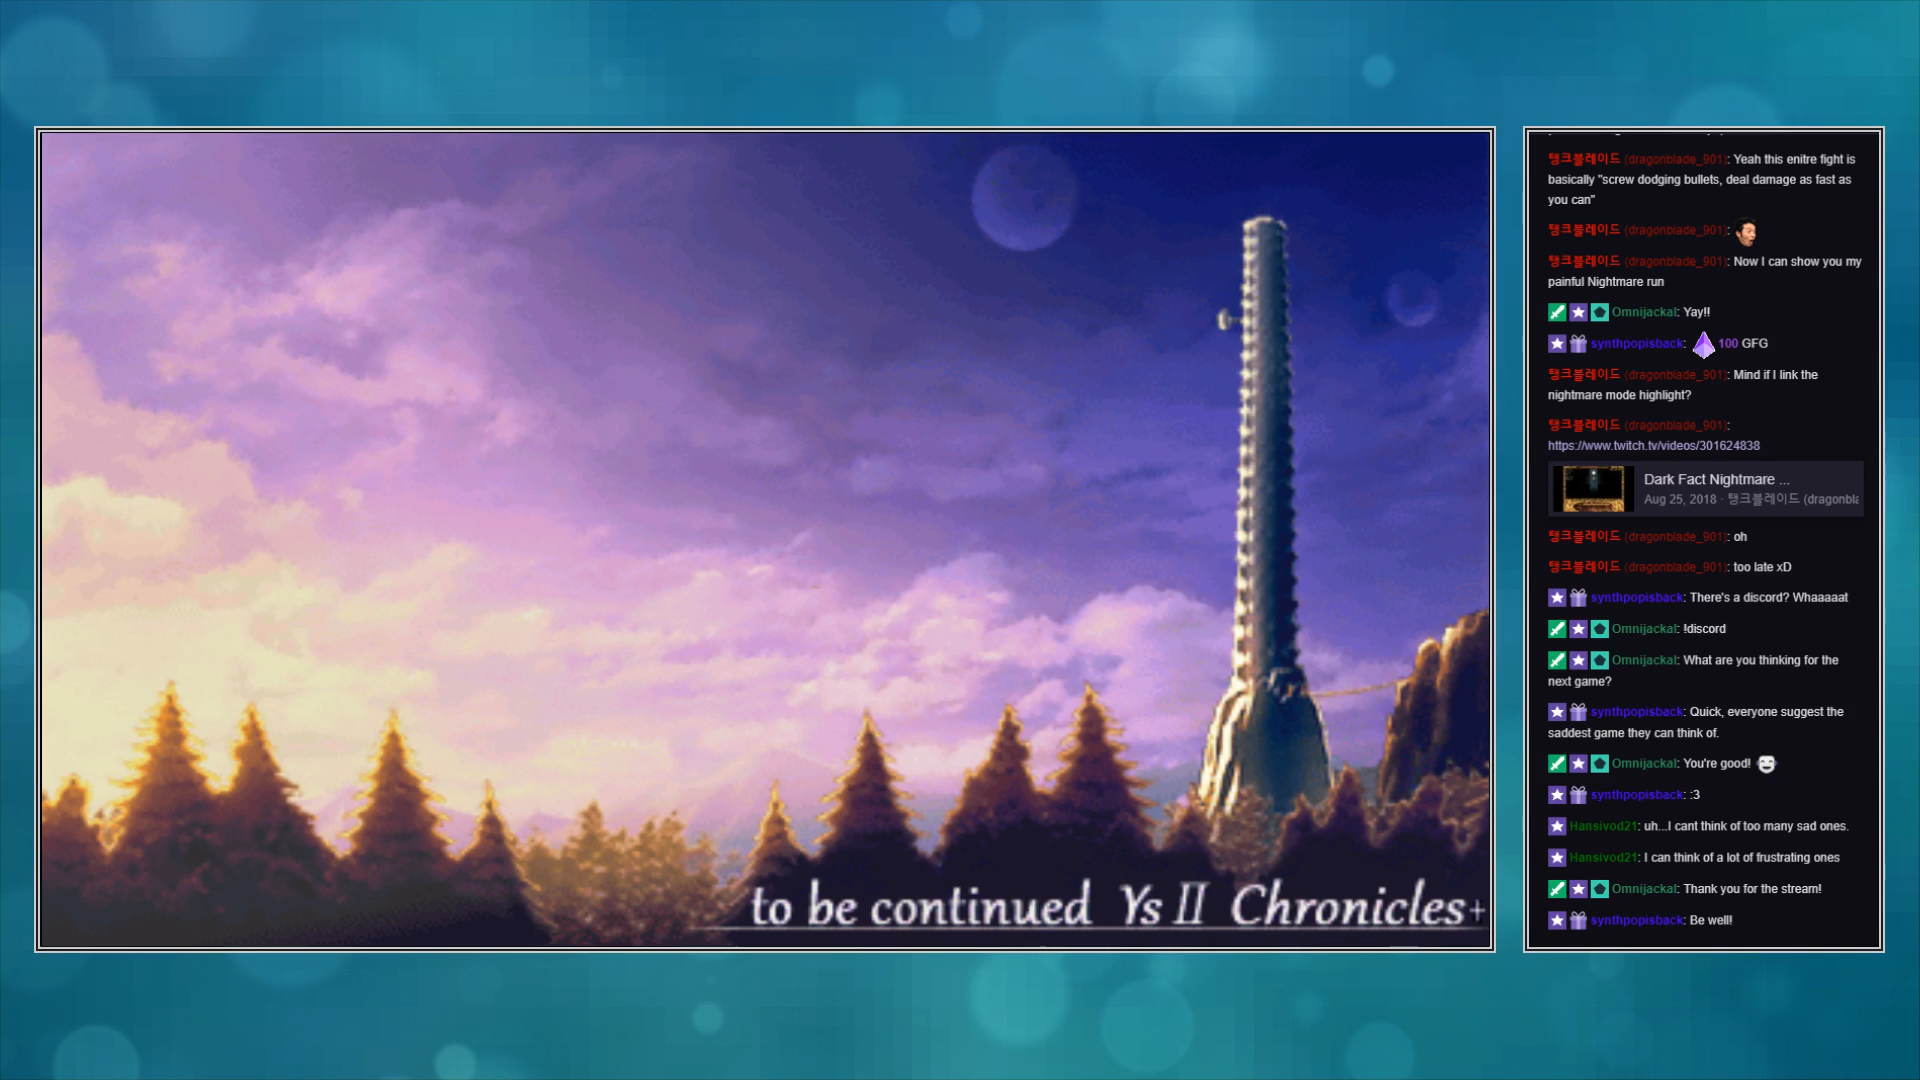 탱크블레이드 (dragonblade_901): Yeah this enitre fight is
basically "screw dodging bullets, deal damage as fast as
you can"
탱크블레이드 (dragonblade_901):
탱크블레이드 (dragonblade_901): Now I can show you my
painful Nightmare run
Omnijackal: Yay!!
synthpopisback: 100 GFG
탱크블레이드 (dragonblade_901): Mind if I link the
nightmare mode highlight?
탱크블레이드 (dragonblade_901):
https://www.twitch.tv/videos/301624838
Dark Fact Nightmare ...
Aug 25, 2018 · 탱크블레이드 (dragonbla
탱크블레이드 (dragonblade_901): oh
탱크블레이드 (dragonblade_901): too late xD
synthpopisback: There's a discord? Whaaaaat
Omnijackal: !discord
Omnijackal: What are you thinking for the
next game?
synthpopisback: Quick, everyone suggest the
saddest game they can think of.
Omnijackal: You're good!
synthpopisback: :3
Hansivod21: uh...I cant think of too many sad ones.
Hansivod21: I can think of a lot of frustrating ones
Omnijackal: Thank you for the stream!
synthpopisback: Be well!
to be continued Ys II Chronicles+